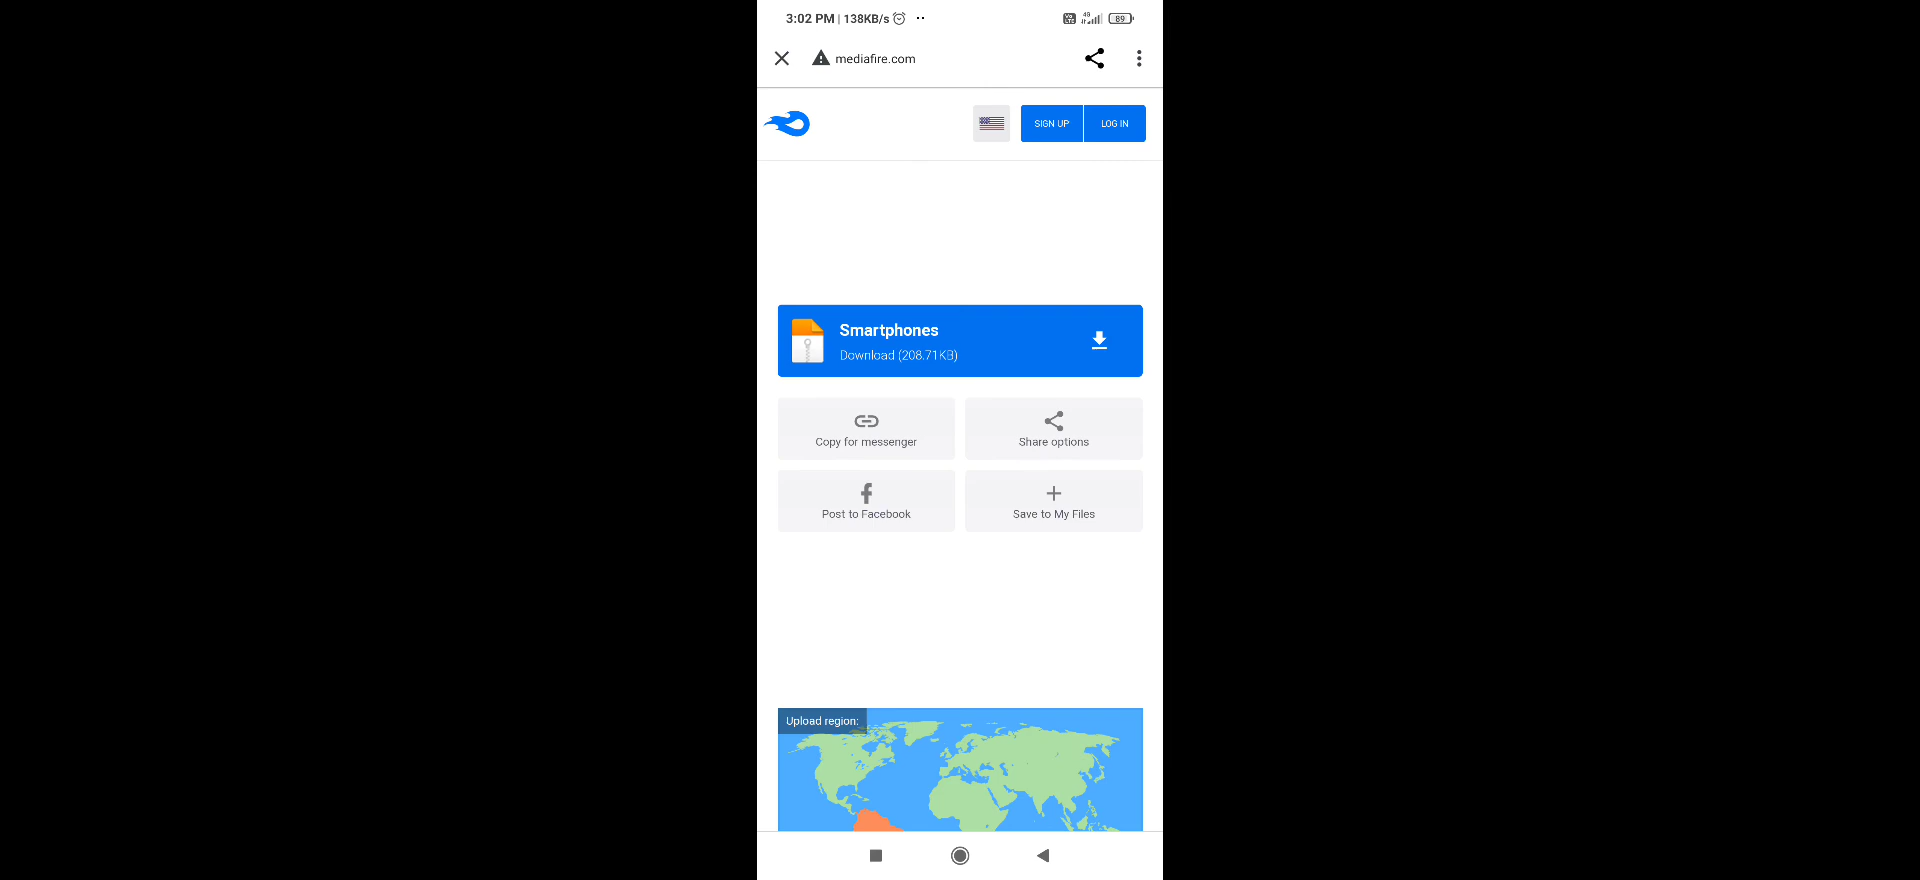 3:02 PM | 138KB/s
4G
89
mediafire.com
SIGN UP
LOG IN
Smartphones
Download (208.71KB)
Copy for messenger
Share options
Post to Facebook
Save to My Files
Upload region: